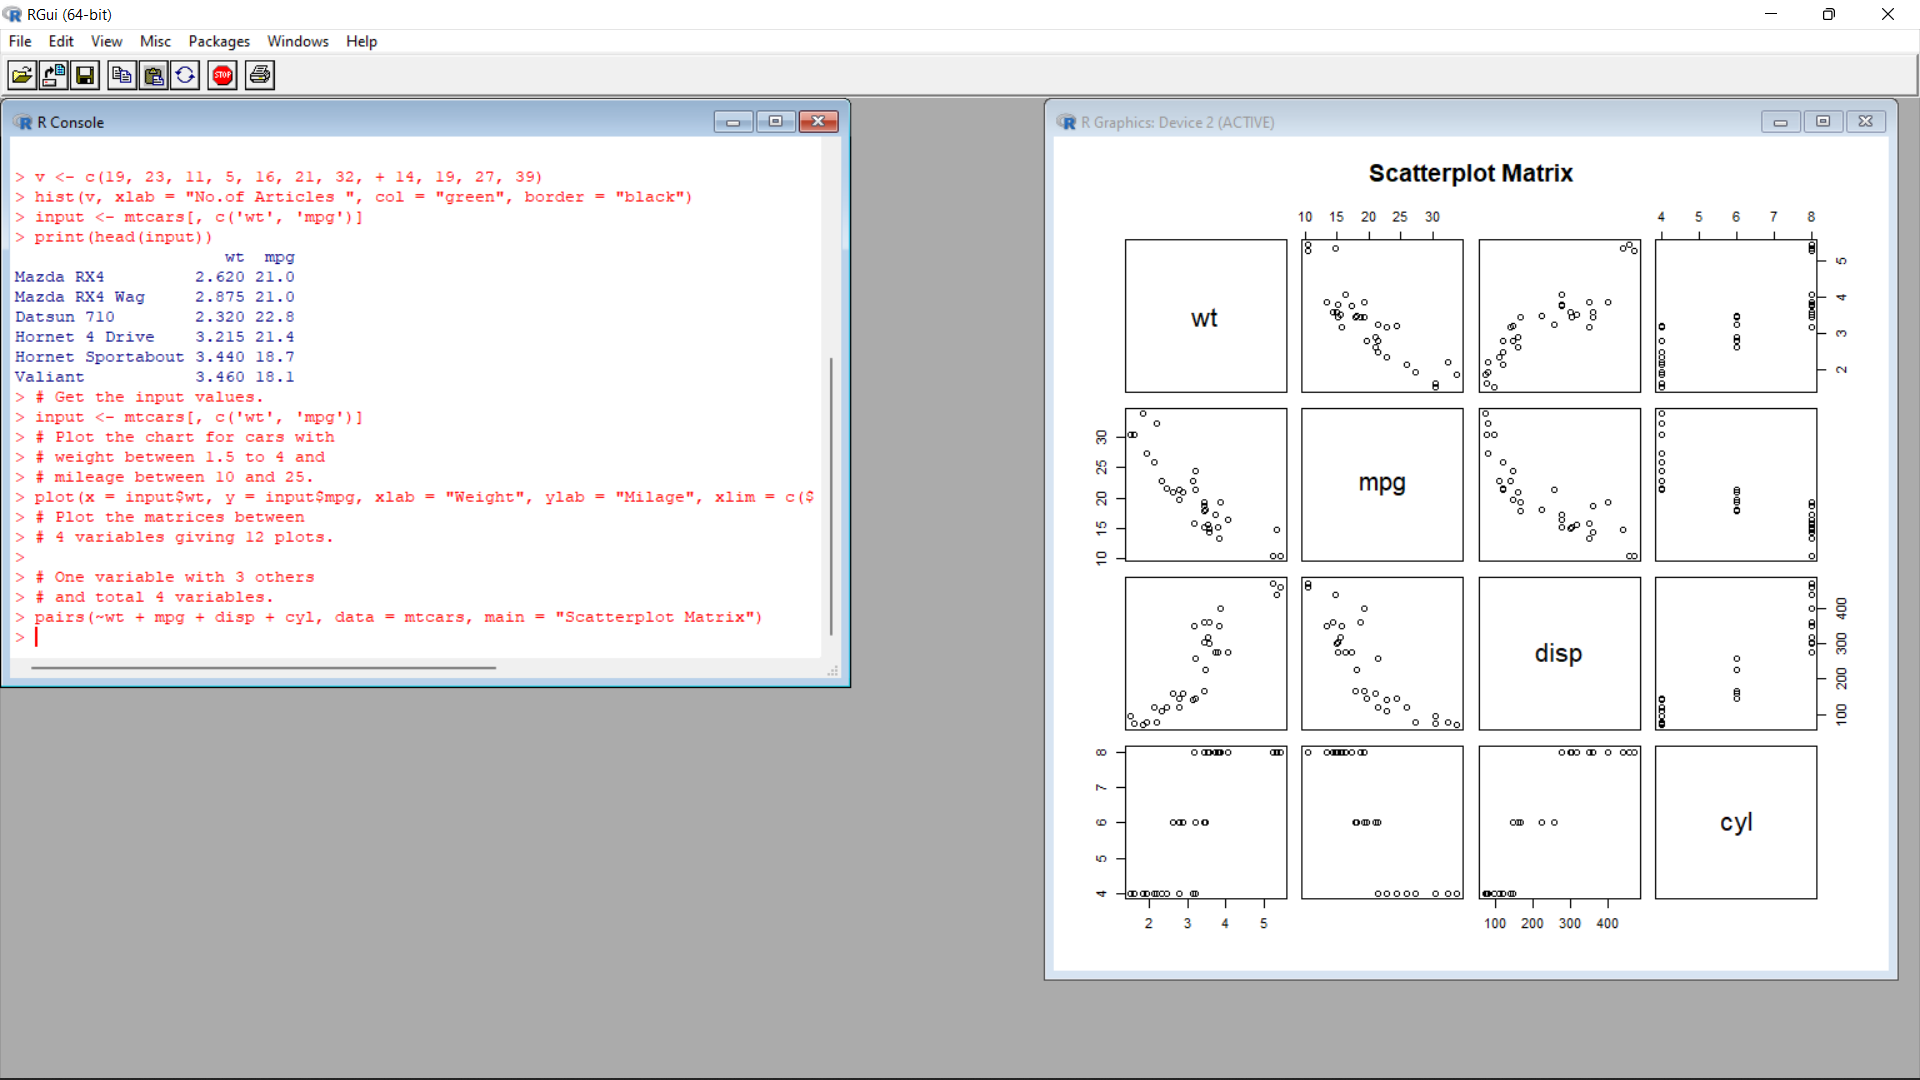 RGui (64-bit)
File Edit View Misc Packages Windows Help
STOP
R Console
> v <- c(19, 23, 11, 5, 16, 21, 32, + 14, 19, 27, 39)
> hist(v, xlab = "No.of Articles ", col = "green", border = "black")
> input <- mtcars[, c('wt', 'mpg')]
> print(head(input))
wt mpg
Mazda RX4 2.620 21.0
Mazda RX4 Wag 2.875 21.0
Datsun 710 2.320 22.8
Hornet 4 Drive 3.215 21.4
Hornet Sportabout 3.440 18.7
Valiant 3.460 18.1
> # Get the input values.
> input <- mtcars[, c('wt', 'mpg')]
> # Plot the chart for cars with
> # weight between 1.5 to 4 and
> # mileage between 10 and 25.
> plot(x = input$wt, y = input$mpg, xlab = "Weight", ylab = "Milage", xlim = c($
> # Plot the matrices between
> # 4 variables giving 12 plots.
>
> # One variable with 3 others
> # and total 4 variables.
> pairs(~wt + mpg + disp + cyl, data = mtcars, main = "Scatterplot Matrix")
>
R Graphics: Device 2 (ACTIVE)
Scatterplot Matrix
10 15 20 25 30
4 5 6 7 8
wt
5
4
3
2
30
25
20
15
10
mpg
disp
400
300
200
100
8
7
6
5
4
cyl
2 3 4 5
100 200 300 400